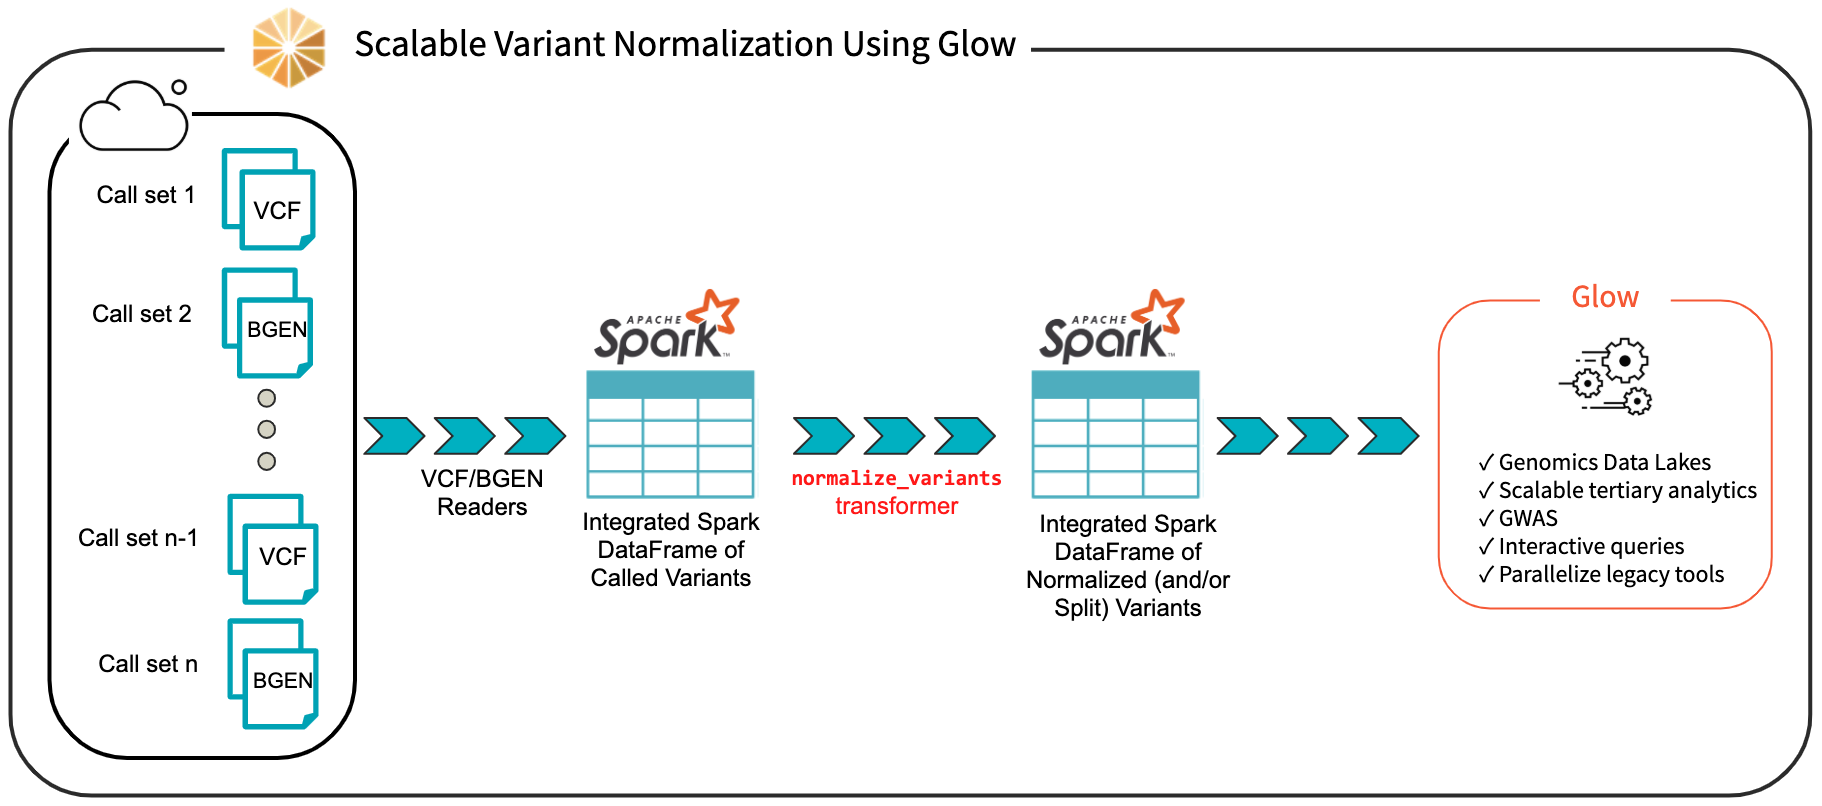 Scalable Variant Normalization Using Glow
Call set 1
VCF
Call set 2
BGEN
Call set n-1
VCF
Call set n
BGEN
VCF/BGEN
Readers
APACHE
Spark™
Integrated Spark
DataFrame of
Called Variants
normalize_variants
transformer
APACHE
Spark™
Integrated Spark
DataFrame of
Normalized (and/or
Split) Variants
Glow
✓ Genomics Data Lakes
✓ Scalable tertiary analytics
✓ GWAS
✓ Interactive queries
✓ Parallelize legacy tools